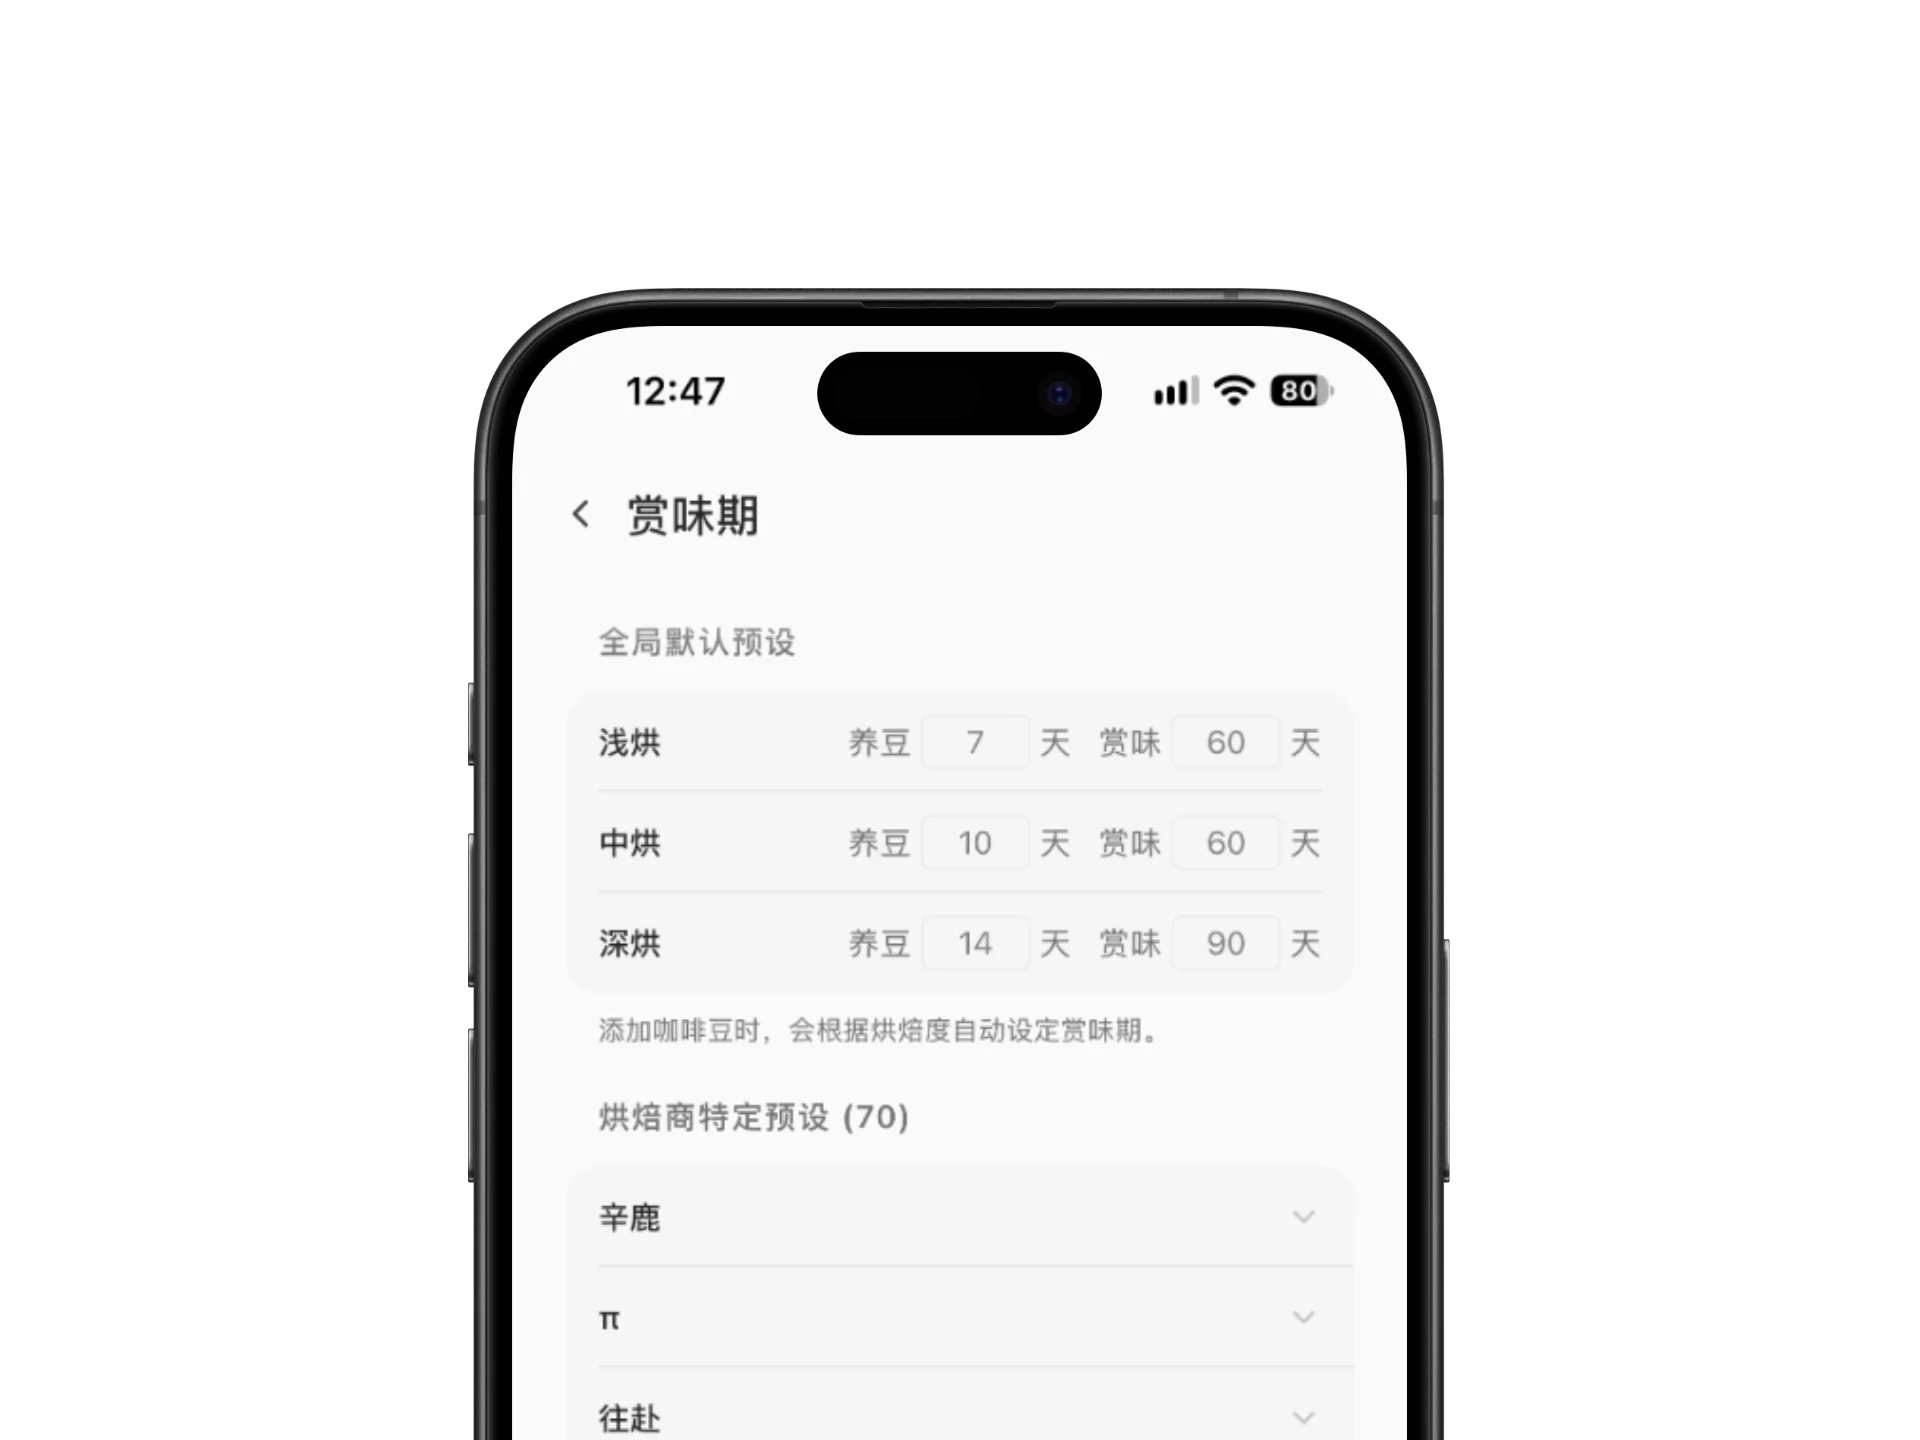 12:47
80
赏味期
全局默认预设
浅烘 养豆 7 天 赏味 60 天
中烘 养豆 10 天 赏味 60 天
深烘 养豆 14 天 赏味 90 天
添加咖啡豆时，会根据烘焙度自动设定赏味期。
烘焙商特定预设 (70)
辛鹿
π
往赴